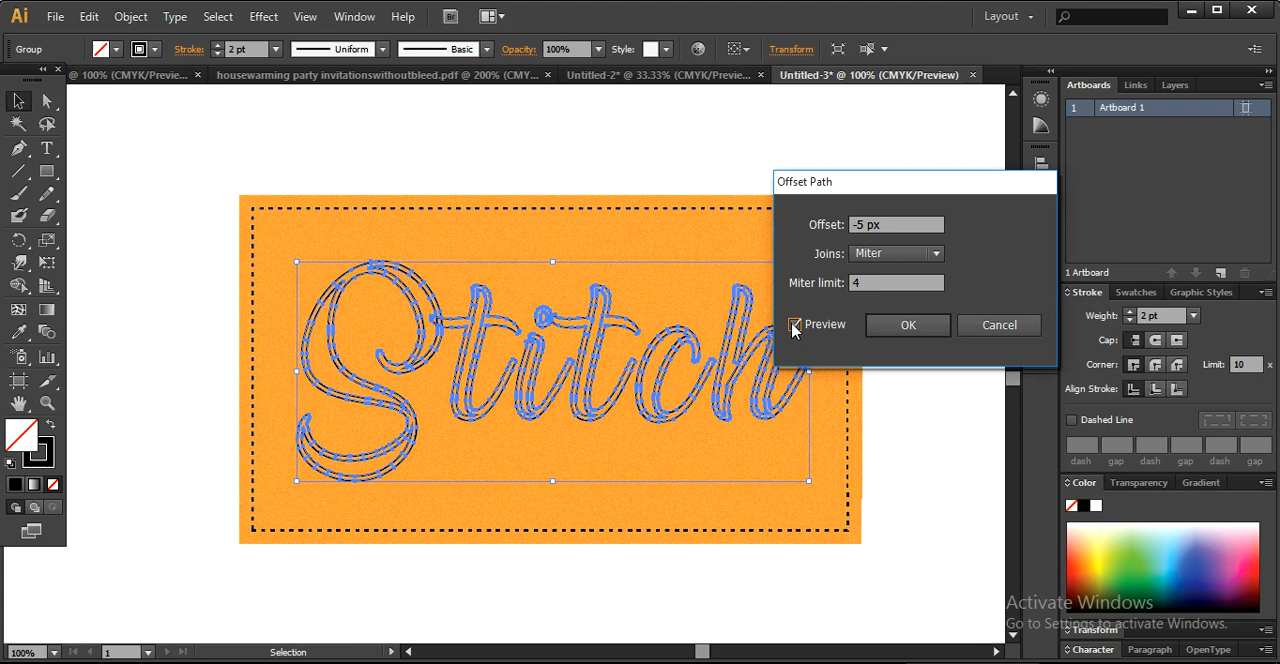 Ai File Edit Object Type Select Effect View Window Help Br Layout
Group Stroke: 2 pt Uniform Basic Opacity: 100% Style: Transform
@ 100% (CMYK/Previe... × housewarming party invitationswithoutbleed.pdf @ 200% (CMY... × Untitled-2* @ 33.33% (CMYK/Previe... × Untitled-3* @ 100% (CMYK/Preview) ×
Artboards Links Layers
1 Artboard 1
Offset Path
Offset: -5 px
Joins: Miter
Miter limit: 4
Preview OK Cancel
Stitch
1 Artboard
Stroke Swatches Graphic Styles
Weight: 2 pt
Cap:
Corner: Limit: 10 x
Align Stroke:
Dashed Line
dash gap dash gap dash gap
Color Transparency Gradient
Activate Windows
Go to Settings to activate Windows.
Transform
Character Paragraph OpenType
100% 1 Selection